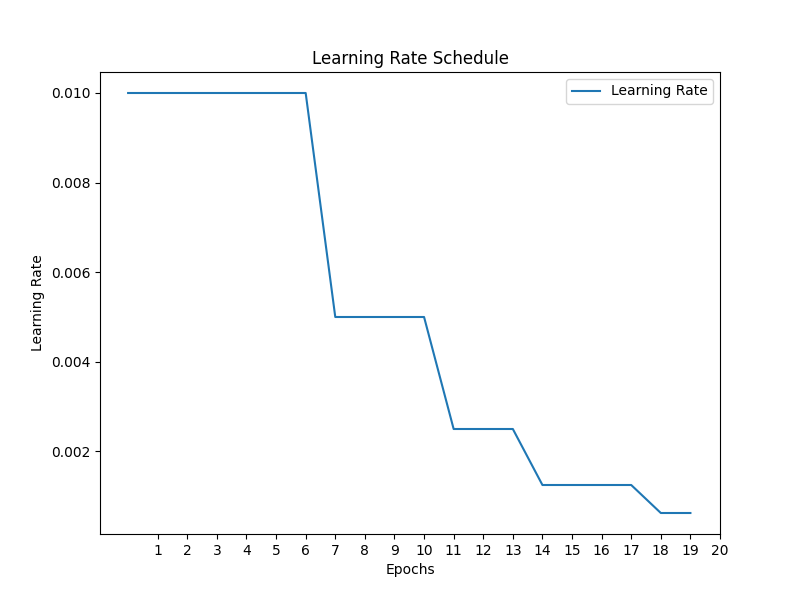 Learning Rate Schedule
Learning Rate
0.010
0.008
0.006
0.004
0.002
Learning Rate
1 2 3 4 5 6 7 8 9 10 11 12 13 14 15 16 17 18 19 20
Epochs